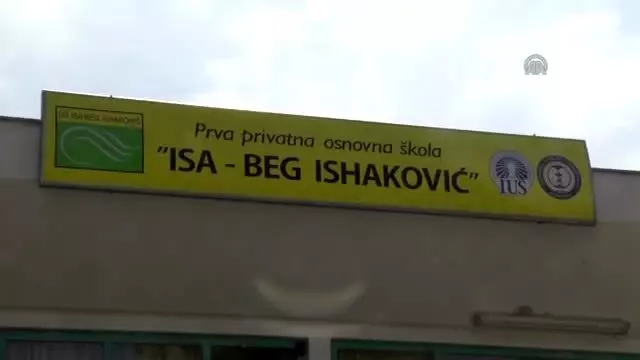 Prva privatna osnovna škola
"ISA - BEG ISHAKOVIĆ"
IUS